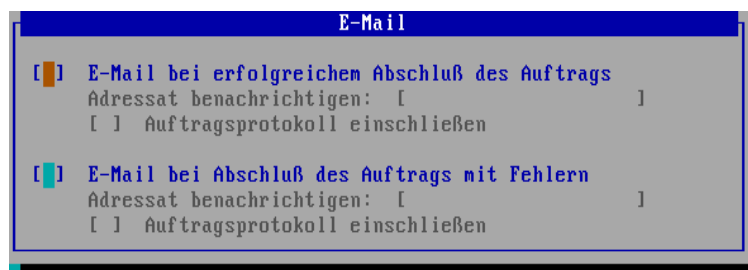 E-Mail
[ ] E-Mail bei erfolgreichem Abschluß des Auftrags
Adressat benachrichtigen: [ ]
[ ] Auftragsprotokoll einschließen
[ ] E-Mail bei Abschluß des Auftrags mit Fehlern
Adressat benachrichtigen: [ ]
[ ] Auftragsprotokoll einschließen